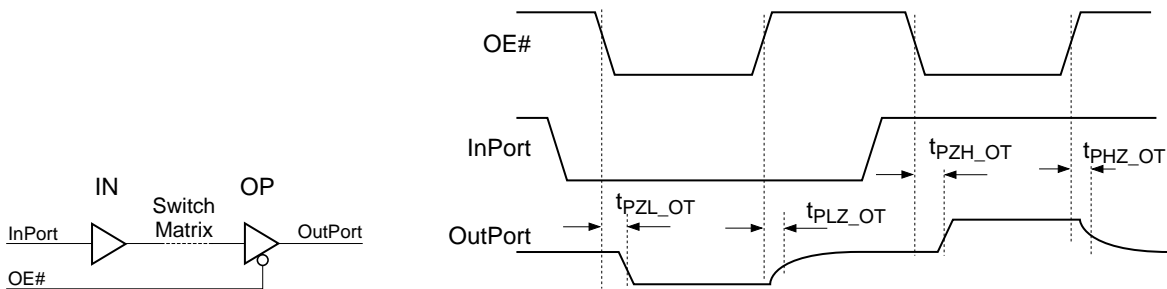 IN
OP
Switch
Matrix
InPort
OutPort
OE#
OE#
InPort
tPZH_OT
tPHZ_OT
tPZL_OT
tPLZ_OT
OutPort